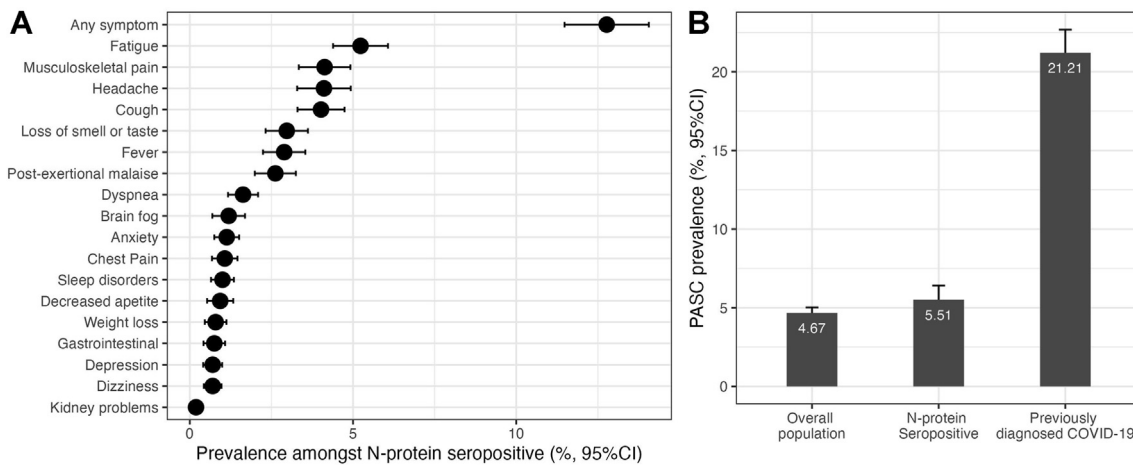 A
Any symptom
Fatigue
Musculoskeletal pain
Headache
Cough
Loss of smell or taste
Fever
Post-exertional malaise
Dyspnea
Brain fog
Anxiety
Chest Pain
Sleep disorders
Decreased apetite
Weight loss
Gastrointestinal
Depression
Dizziness
Kidney problems
0 5 10
Prevalence amongst N-protein seropositive (%, 95%CI)
B
PASC prevalence (%, 95%CI)
20
15
10
5
0
4.67
5.51
21.21
Overall
population
N-protein
Seropositive
Previously
diagnosed COVID-19